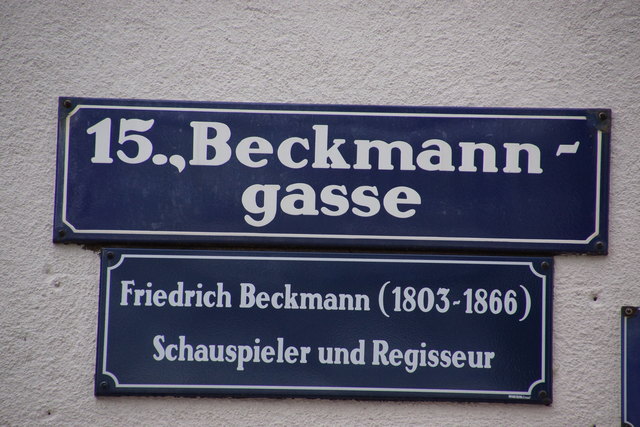 15., Beckmann-
gasse
Friedrich Beckmann (1803-1866)
Schauspieler und Regisseur